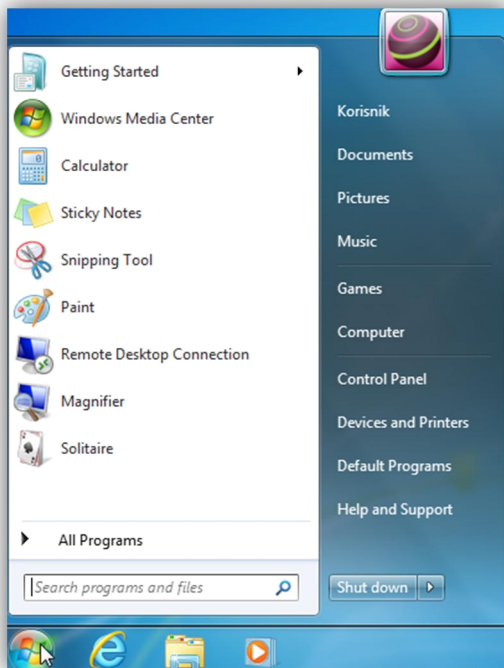 Getting Started
Windows Media Center
Calculator
Sticky Notes
Snipping Tool
Paint
Remote Desktop Connection
Magnifier
Solitaire
All Programs
Search programs and files
Korisnik
Documents
Pictures
Music
Games
Computer
Control Panel
Devices and Printers
Default Programs
Help and Support
Shut down